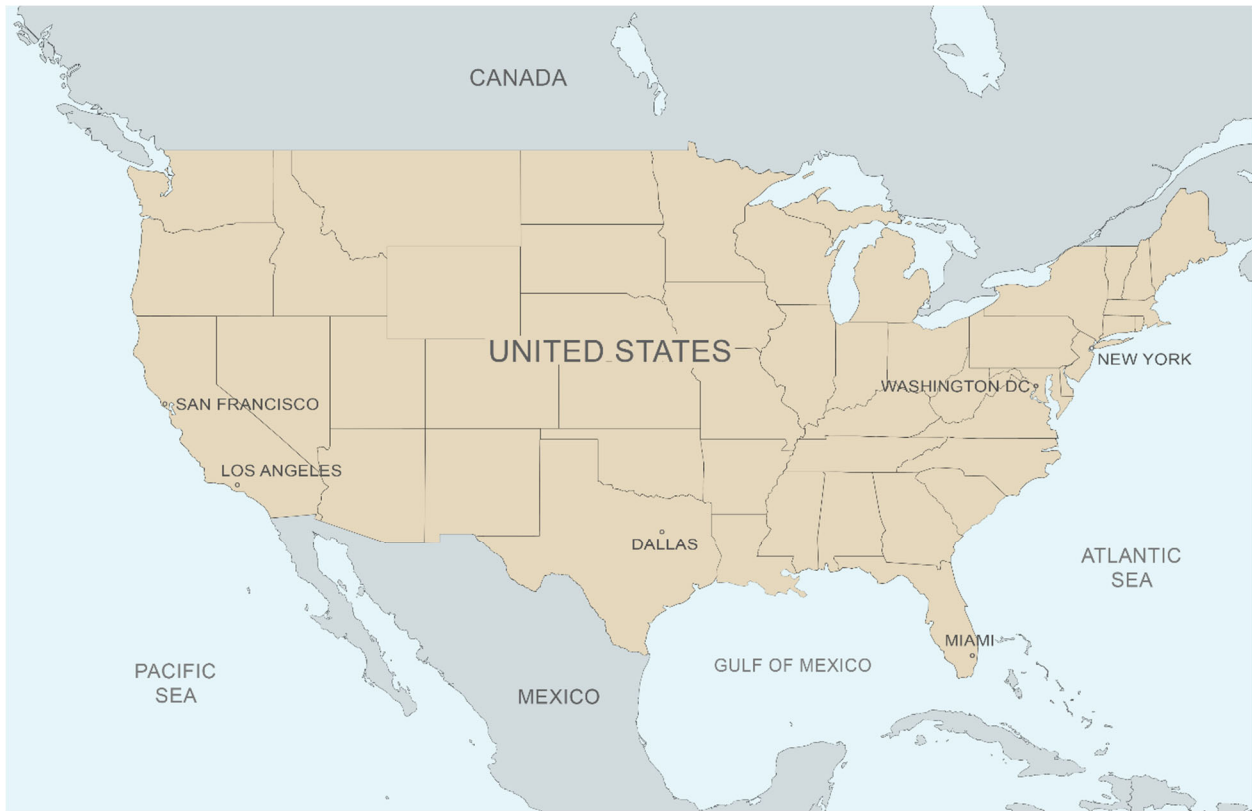 CANADA
UNITED STATES
NEW YORK
WASHINGTON DC
SAN FRANCISCO
LOS ANGELES
DALLAS
ATLANTIC
SEA
MIAMI
GULF OF MEXICO
PACIFIC
SEA
MEXICO